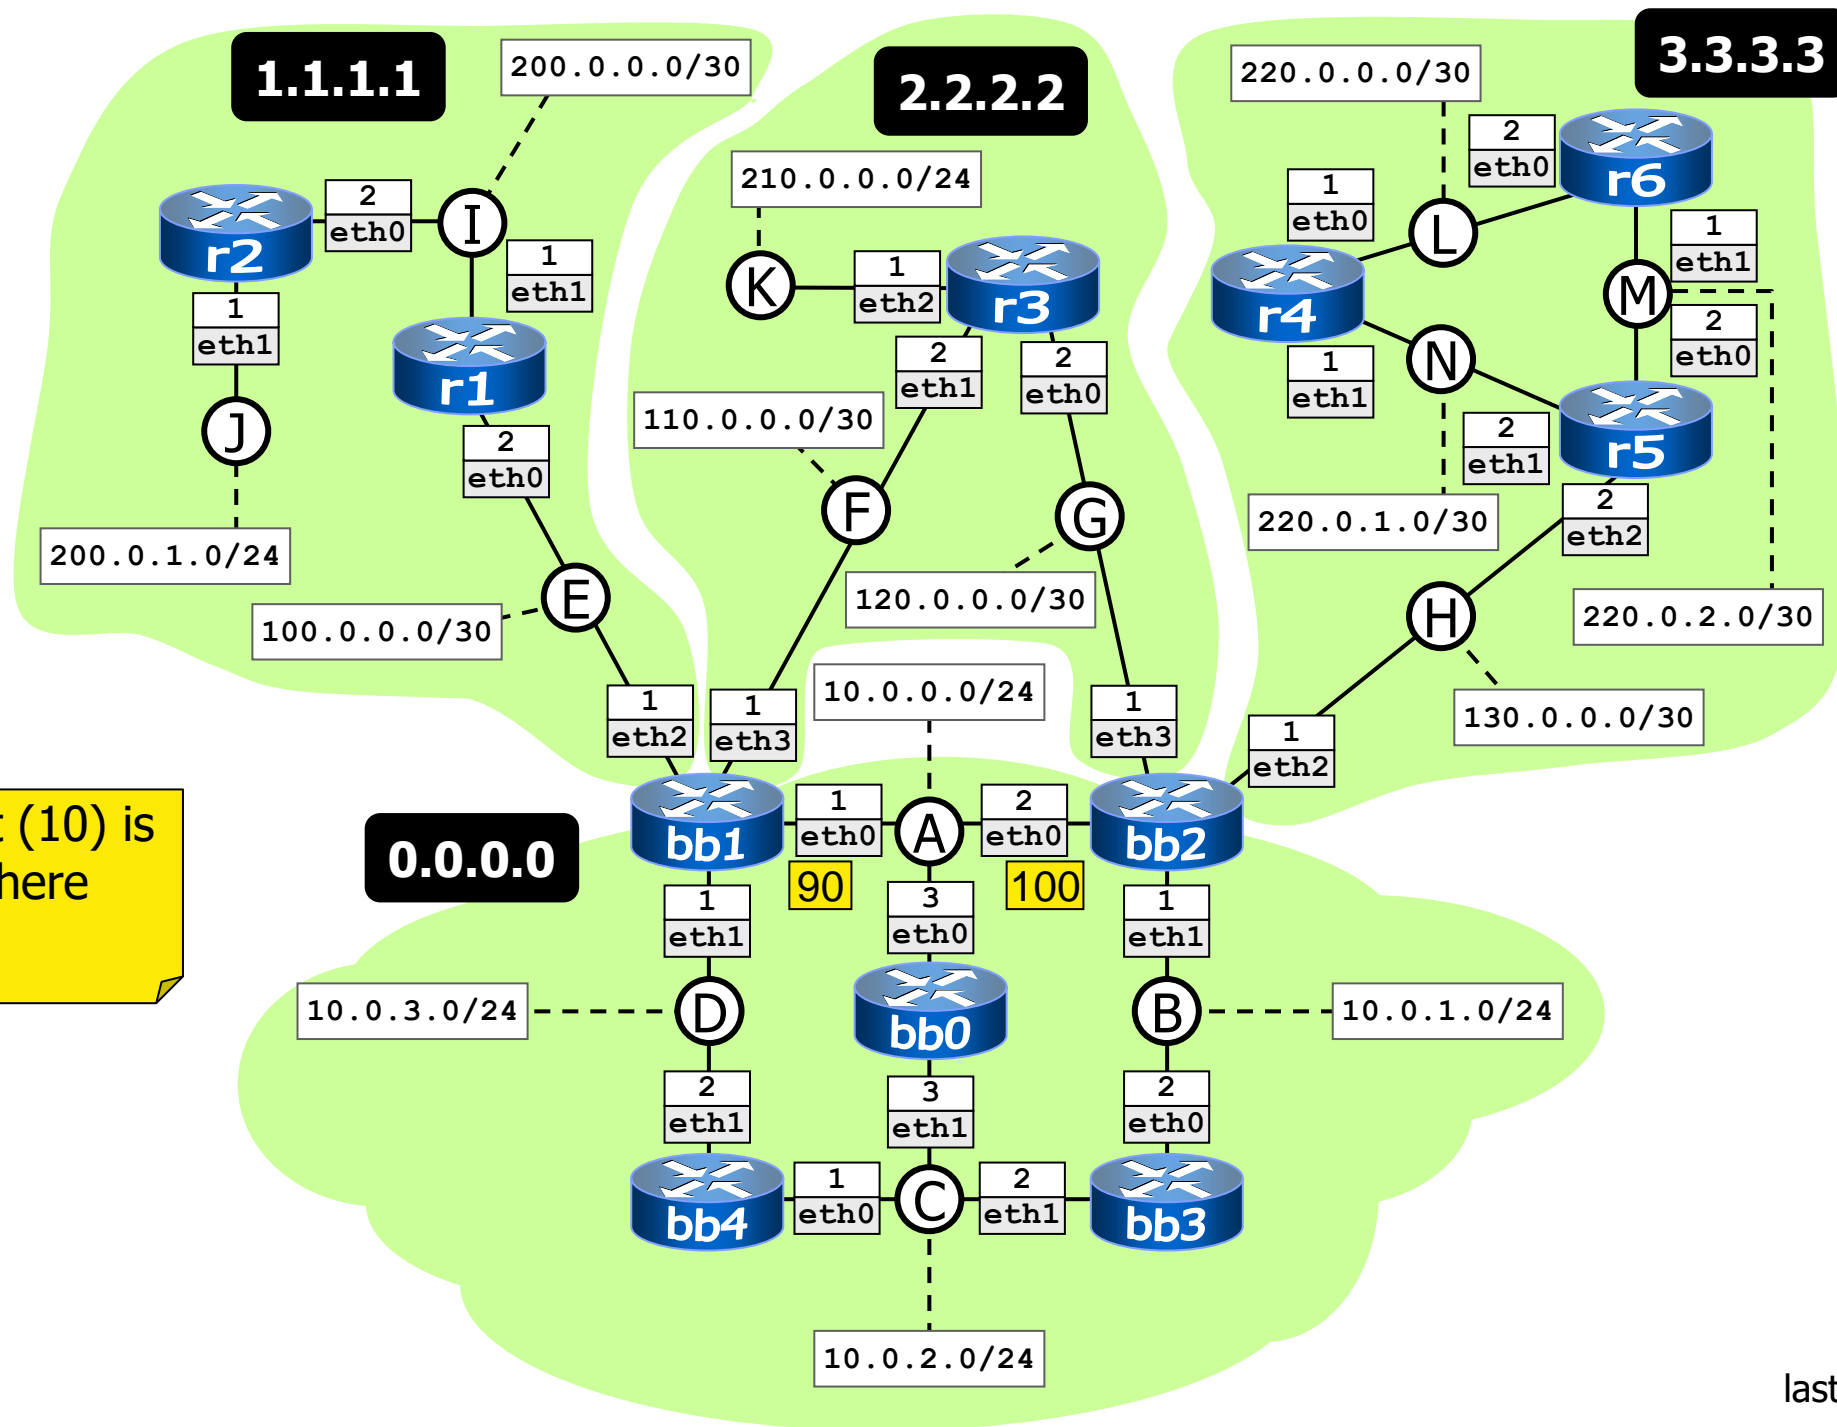 1.1.1.1
200.0.0.0/30
2.2.2.2
220.0.0.0/30
3.3.3.3
210.0.0.0/24
r2
2
eth0
I
1
eth1
1
eth1
J
200.0.1.0/24
r1
2
eth0
E
100.0.0.0/30
1
eth2
K
1
eth2
r3
2
eth1
2
eth0
110.0.0.0/30
F
G
120.0.0.0/30
1
eth3
1
eth3
2
eth0
r6
1
eth0
L
1
eth1
M
2
eth0
r4
1
eth1
N
2
eth1
r5
2
eth2
220.0.1.0/30
220.0.2.0/30
H
130.0.0.0/30
1
eth2
10.0.0.0/24
(10) is
here
0.0.0.0
bb1
1
eth0
90
A
2
eth0
100
bb2
1
eth1
3
eth0
1
eth1
10.0.3.0/24
D
bb0
B
10.0.1.0/24
2
eth1
3
eth1
2
eth0
bb4
1
eth0
C
2
eth1
bb3
10.0.2.0/24
last